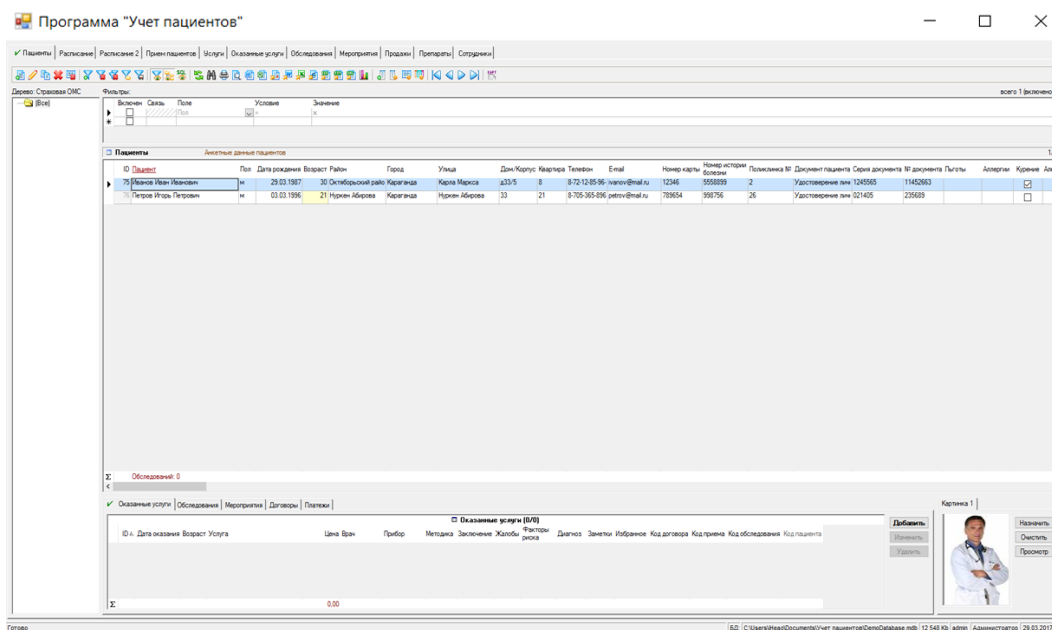 Программа "Учет пациентов"
Пациенты Расписание Расписание 2 Прием пациентов Услуги Оказанные услуги Обследования Мероприятия Продажи Препараты Сотрудники
Дерево: Страховая ОМС Фильтры: всего 1 (включено
(Все) Включен Связь Поле Условие Значение
Пол = м
Пациенты Анкетные данные пациентов
ID Пациент Пол Дата рождения Возраст Район Город Улица Дом/Корпус Квартира Телефон Email Номер карты Номер истории болезни Поликлиника № Документ пациента Серия документа № документа Льготы Аллергии Курение Ал
75 Иванов Иван Иванович м 29.03.1987 30 Октябрьский райо Караганда Карла Маркса д33/5 8 8-72-12-85-96- ivanov@mail.ru 12346 5558899 2 Удостоверение лич 1245565 11452663
76 Петров Игорь Петрович м 03.03.1996 21 Нуркен Абирова Караганда Нуркен Абирова 33 21 8-705-365-896 petrov@mail.ru 789654 998756 26 Удостоверение лич 021405 235689
Σ Обследований: 0
Оказанные услуги Обследования Мероприятия Договоры Платежи Картинка 1
Оказанные услуги (0/0)
ID Дата оказания Возраст Услуга Цена Врач Прибор Методика Заключение Жалобы Факторы риска Диагноз Заметки Избранное Код договора Код приема Код обследования Код пациента
Добавить Назначить
Изменить Очистить
Удалить Просмотр
Σ 0,00
Готово БД: C:\Users\Head\Documents\Учет пациентов\DemoDatabase.mdb 12 548 Kb admin Администратор 29.03.2017